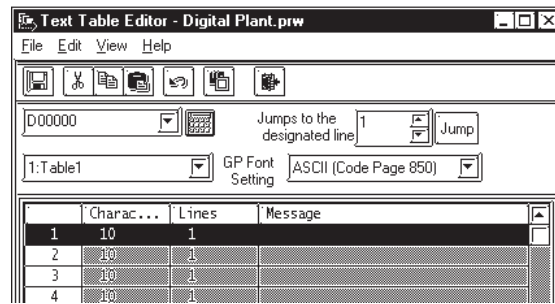 Text Table Editor - Digital Plant.prw
File Edit View Help
D00000
Jumps to the
designated line
1
Jump
1:Table1
GP Font
Setting
ASCII (Code Page 850)
Charac... Lines Message
1 10 1
2 10 1
3 10 1
4 10 1